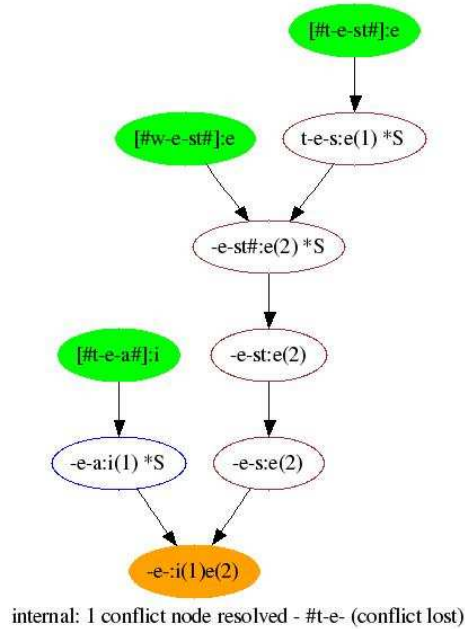 [#t-e-st#]:e
[#w-e-st#]:e
t-e-s:e(1) *S
-e-st#:e(2) *S
[#t-e-a#]:i
-e-st:e(2)
-e-a:i(1) *S
-e-s:e(2)
-e-:i(1)e(2)
internal: 1 conflict node resolved - #t-e- (conflict lost)